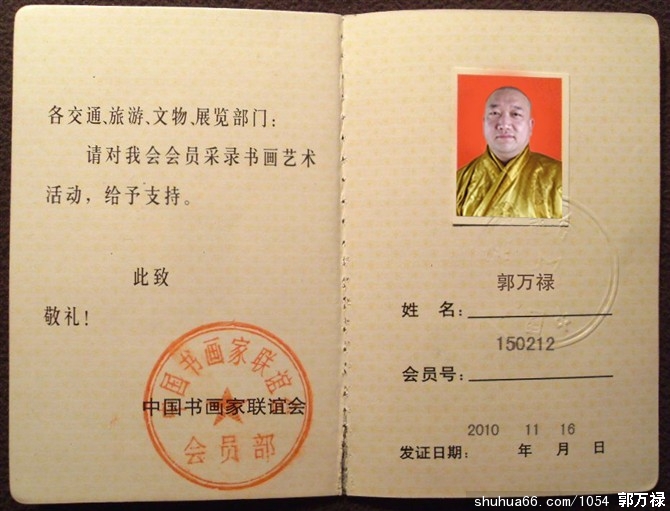 各交通、旅游、文物、展览部门：
请对我会会员采录书画艺术
活动，给予支持。
此致
敬礼！
中国书画家联谊会
中国书画家联谊会
会员部
郭万禄
姓 名：
150212
会员号：
2010 11 16
发证日期： 年 月 日
shuhua66.com/1054 郭万禄